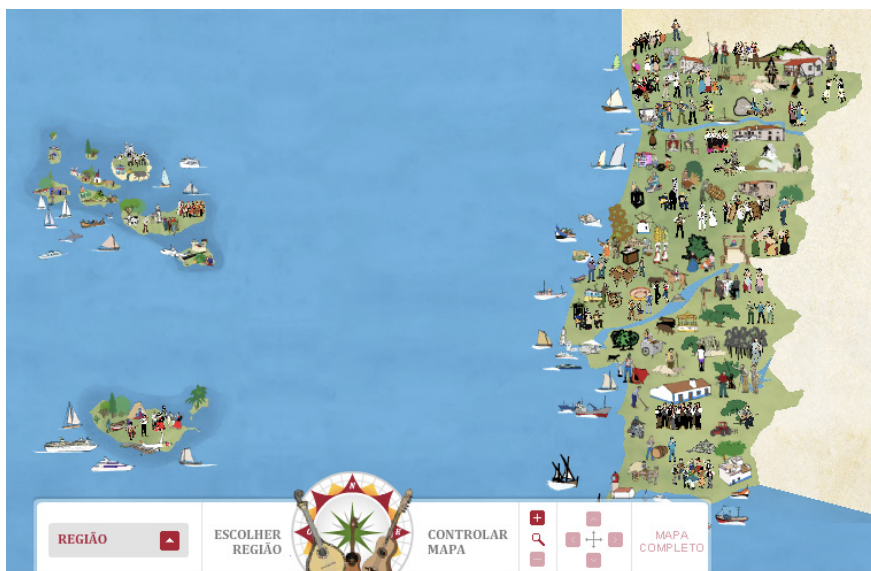 REGIÃO
ESCOLHER
REGIÃO
N
CONTROLAR
MAPA
MAPA
COMPLETO